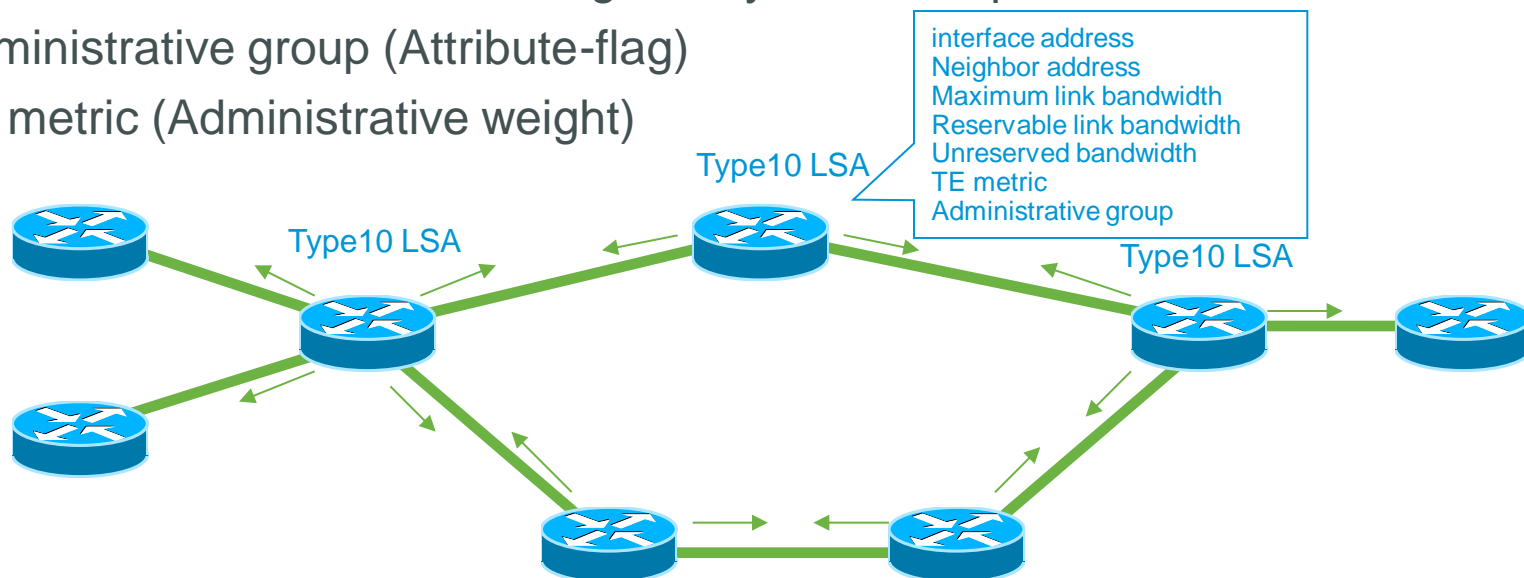 ministrative group (Attribute-flag)
metric (Administrative weight)
interface address
Neighbor address
Maximum link bandwidth
Reservable link bandwidth
Unreserved bandwidth
TE metric
Administrative group
Type10 LSA
Type10 LSA
Type10 LSA